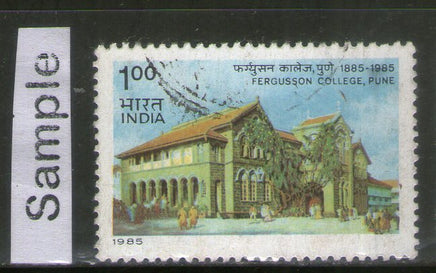 Sample
1.00
फर्ग्युसन कालेज, पुणे 1885-1985
FERGUSSON COLLEGE, PUNE
भारत
INDIA
1985